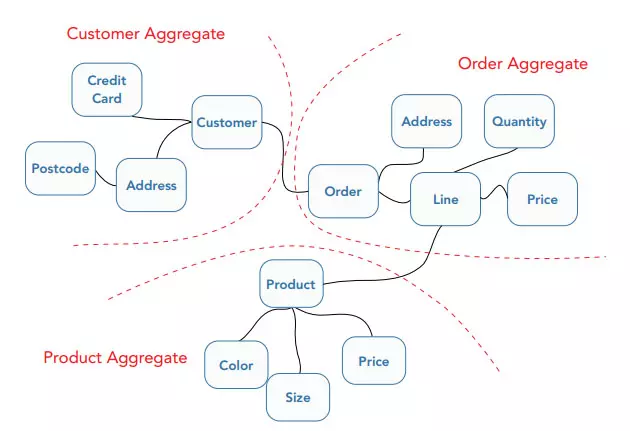 Customer Aggregate
Order Aggregate
Credit
Card
Customer
Address
Quantity
Postcode
Address
Order
Line
Price
Product
Product Aggregate
Color
Price
Size